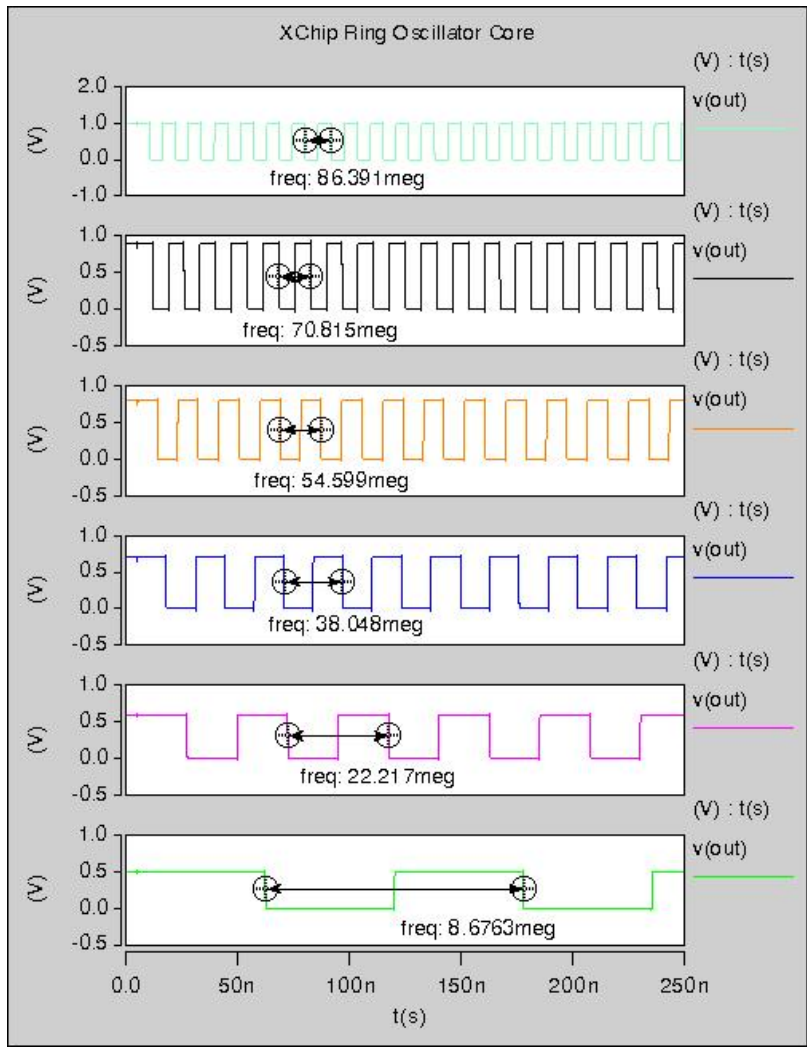 XChip Ring Oscillator Core
(V) : t(s)
2.0
v(out)
1.0
(V)
0.0
freq: 86.391meg
-1.0
(V) : t(s)
1.0
v(out)
0.5
(V)
0.0
freq: 70.815meg
-0.5
(V) : t(s)
1.0
v(out)
0.5
(V)
0.0
freq: 54.599meg
-0.5
(V) : t(s)
1.0
v(out)
0.5
(V)
0.0
freq: 38.048meg
-0.5
(V) : t(s)
1.0
v(out)
0.5
(V)
0.0
freq: 22.217meg
-0.5
(V) : t(s)
1.0
v(out)
0.5
(V)
0.0
freq: 8.6763meg
-0.5
0.0 50n 100n 150n 200n 250n
t(s)